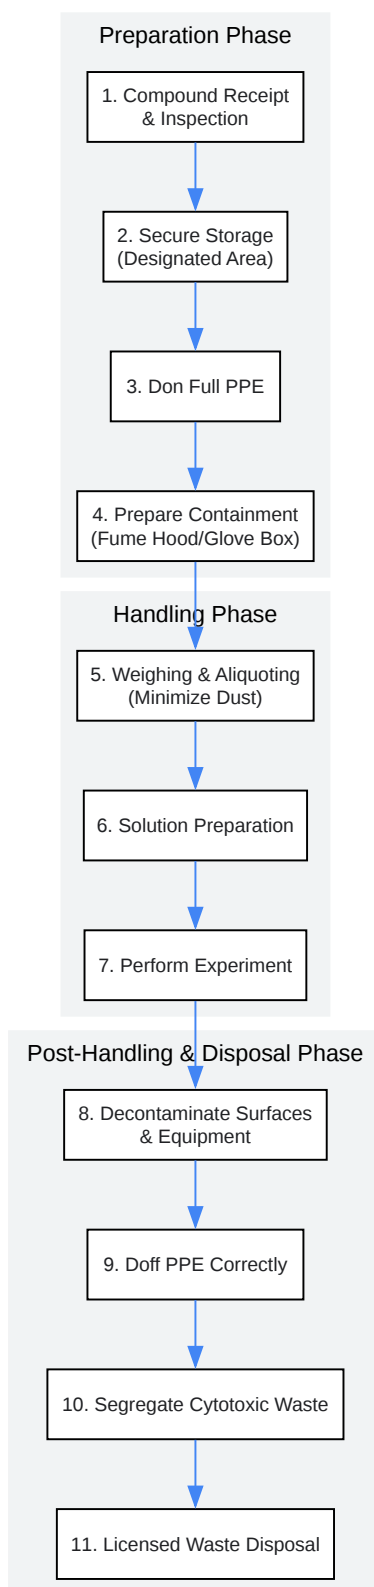 Preparation Phase
1. Compound Receipt
& Inspection
2. Secure Storage
(Designated Area)
3. Don Full PPE
4. Prepare Containment
(Fume Hood/Glove Box)
Handling Phase
5. Weighing & Aliquoting
(Minimize Dust)
6. Solution Preparation
7. Perform Experiment
Post-Handling & Disposal Phase
8. Decontaminate Surfaces
& Equipment
9. Doff PPE Correctly
10. Segregate Cytotoxic Waste
11. Licensed Waste Disposal